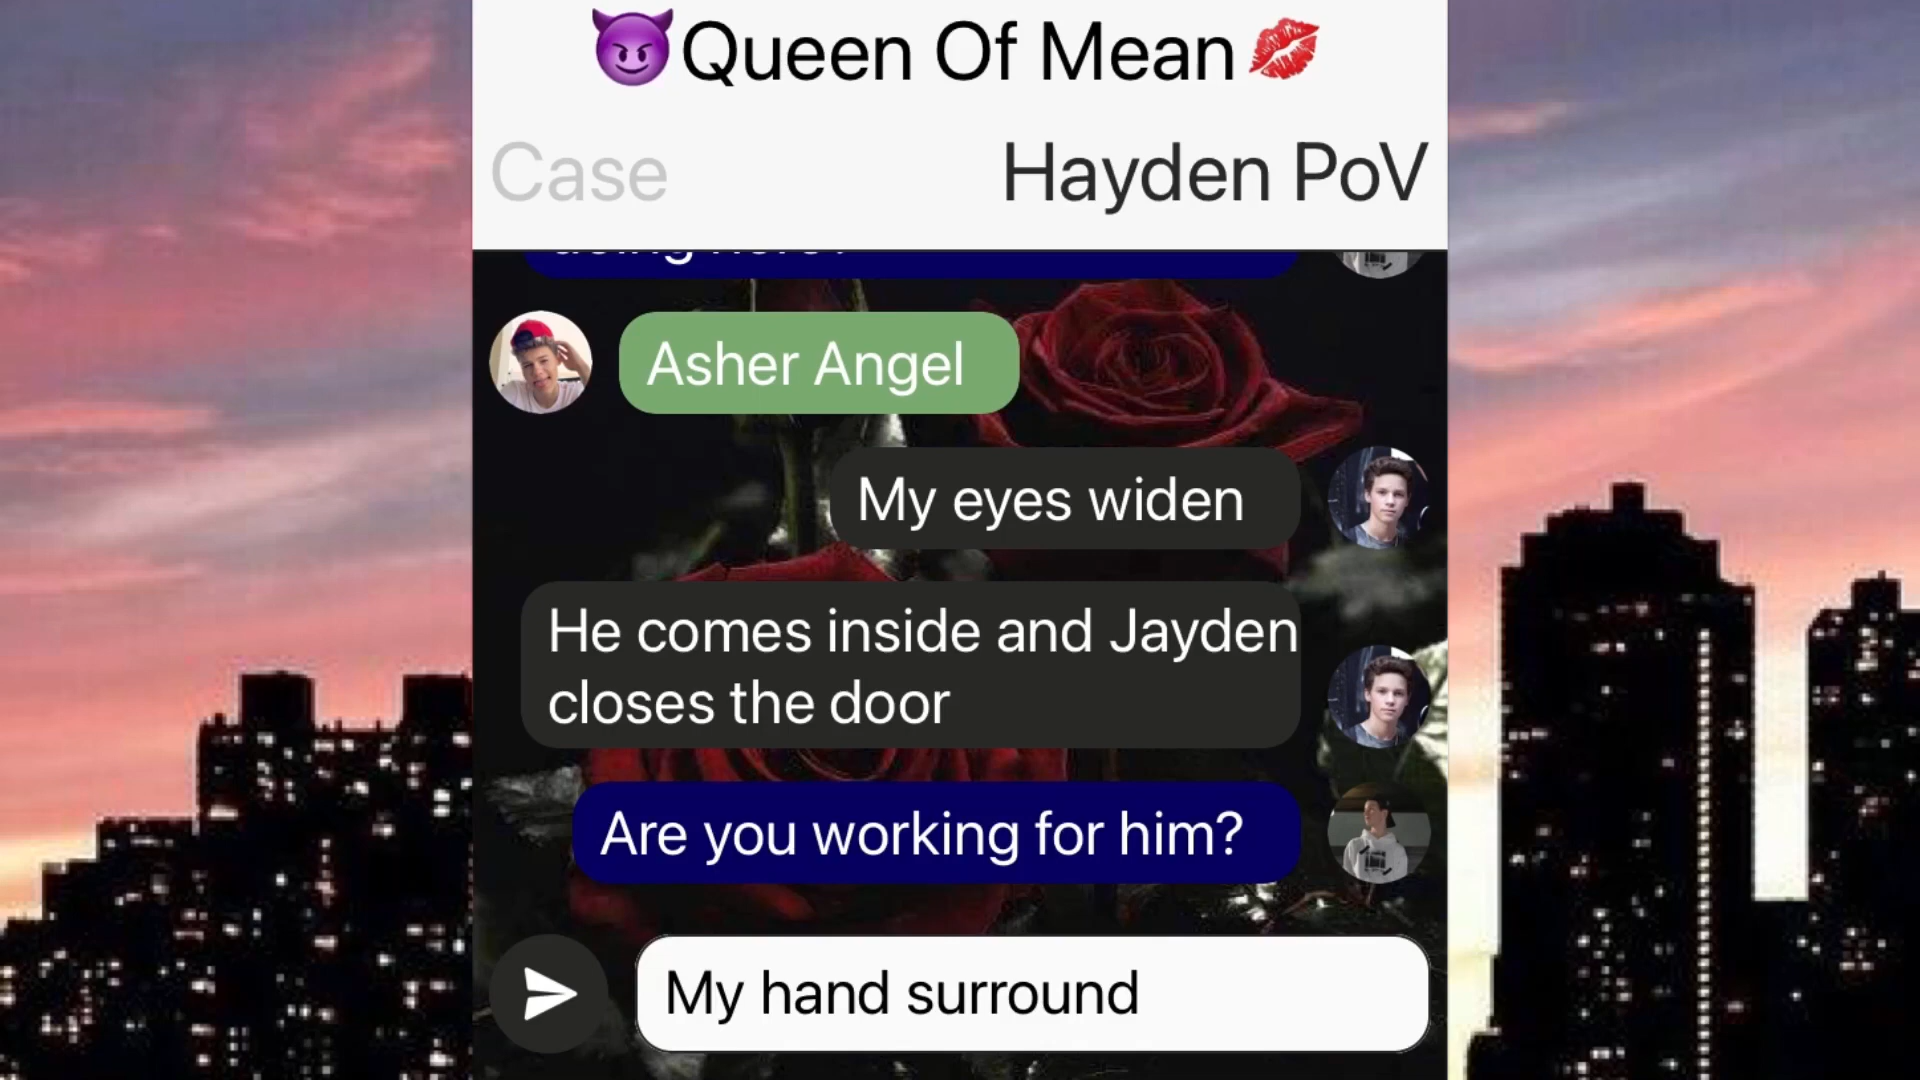 😈Queen Of Mean💋
Case
Hayden PoV
Asher Angel
My eyes widen
He comes inside and Jayden
closes the door
Are you working for him?
My hand surround